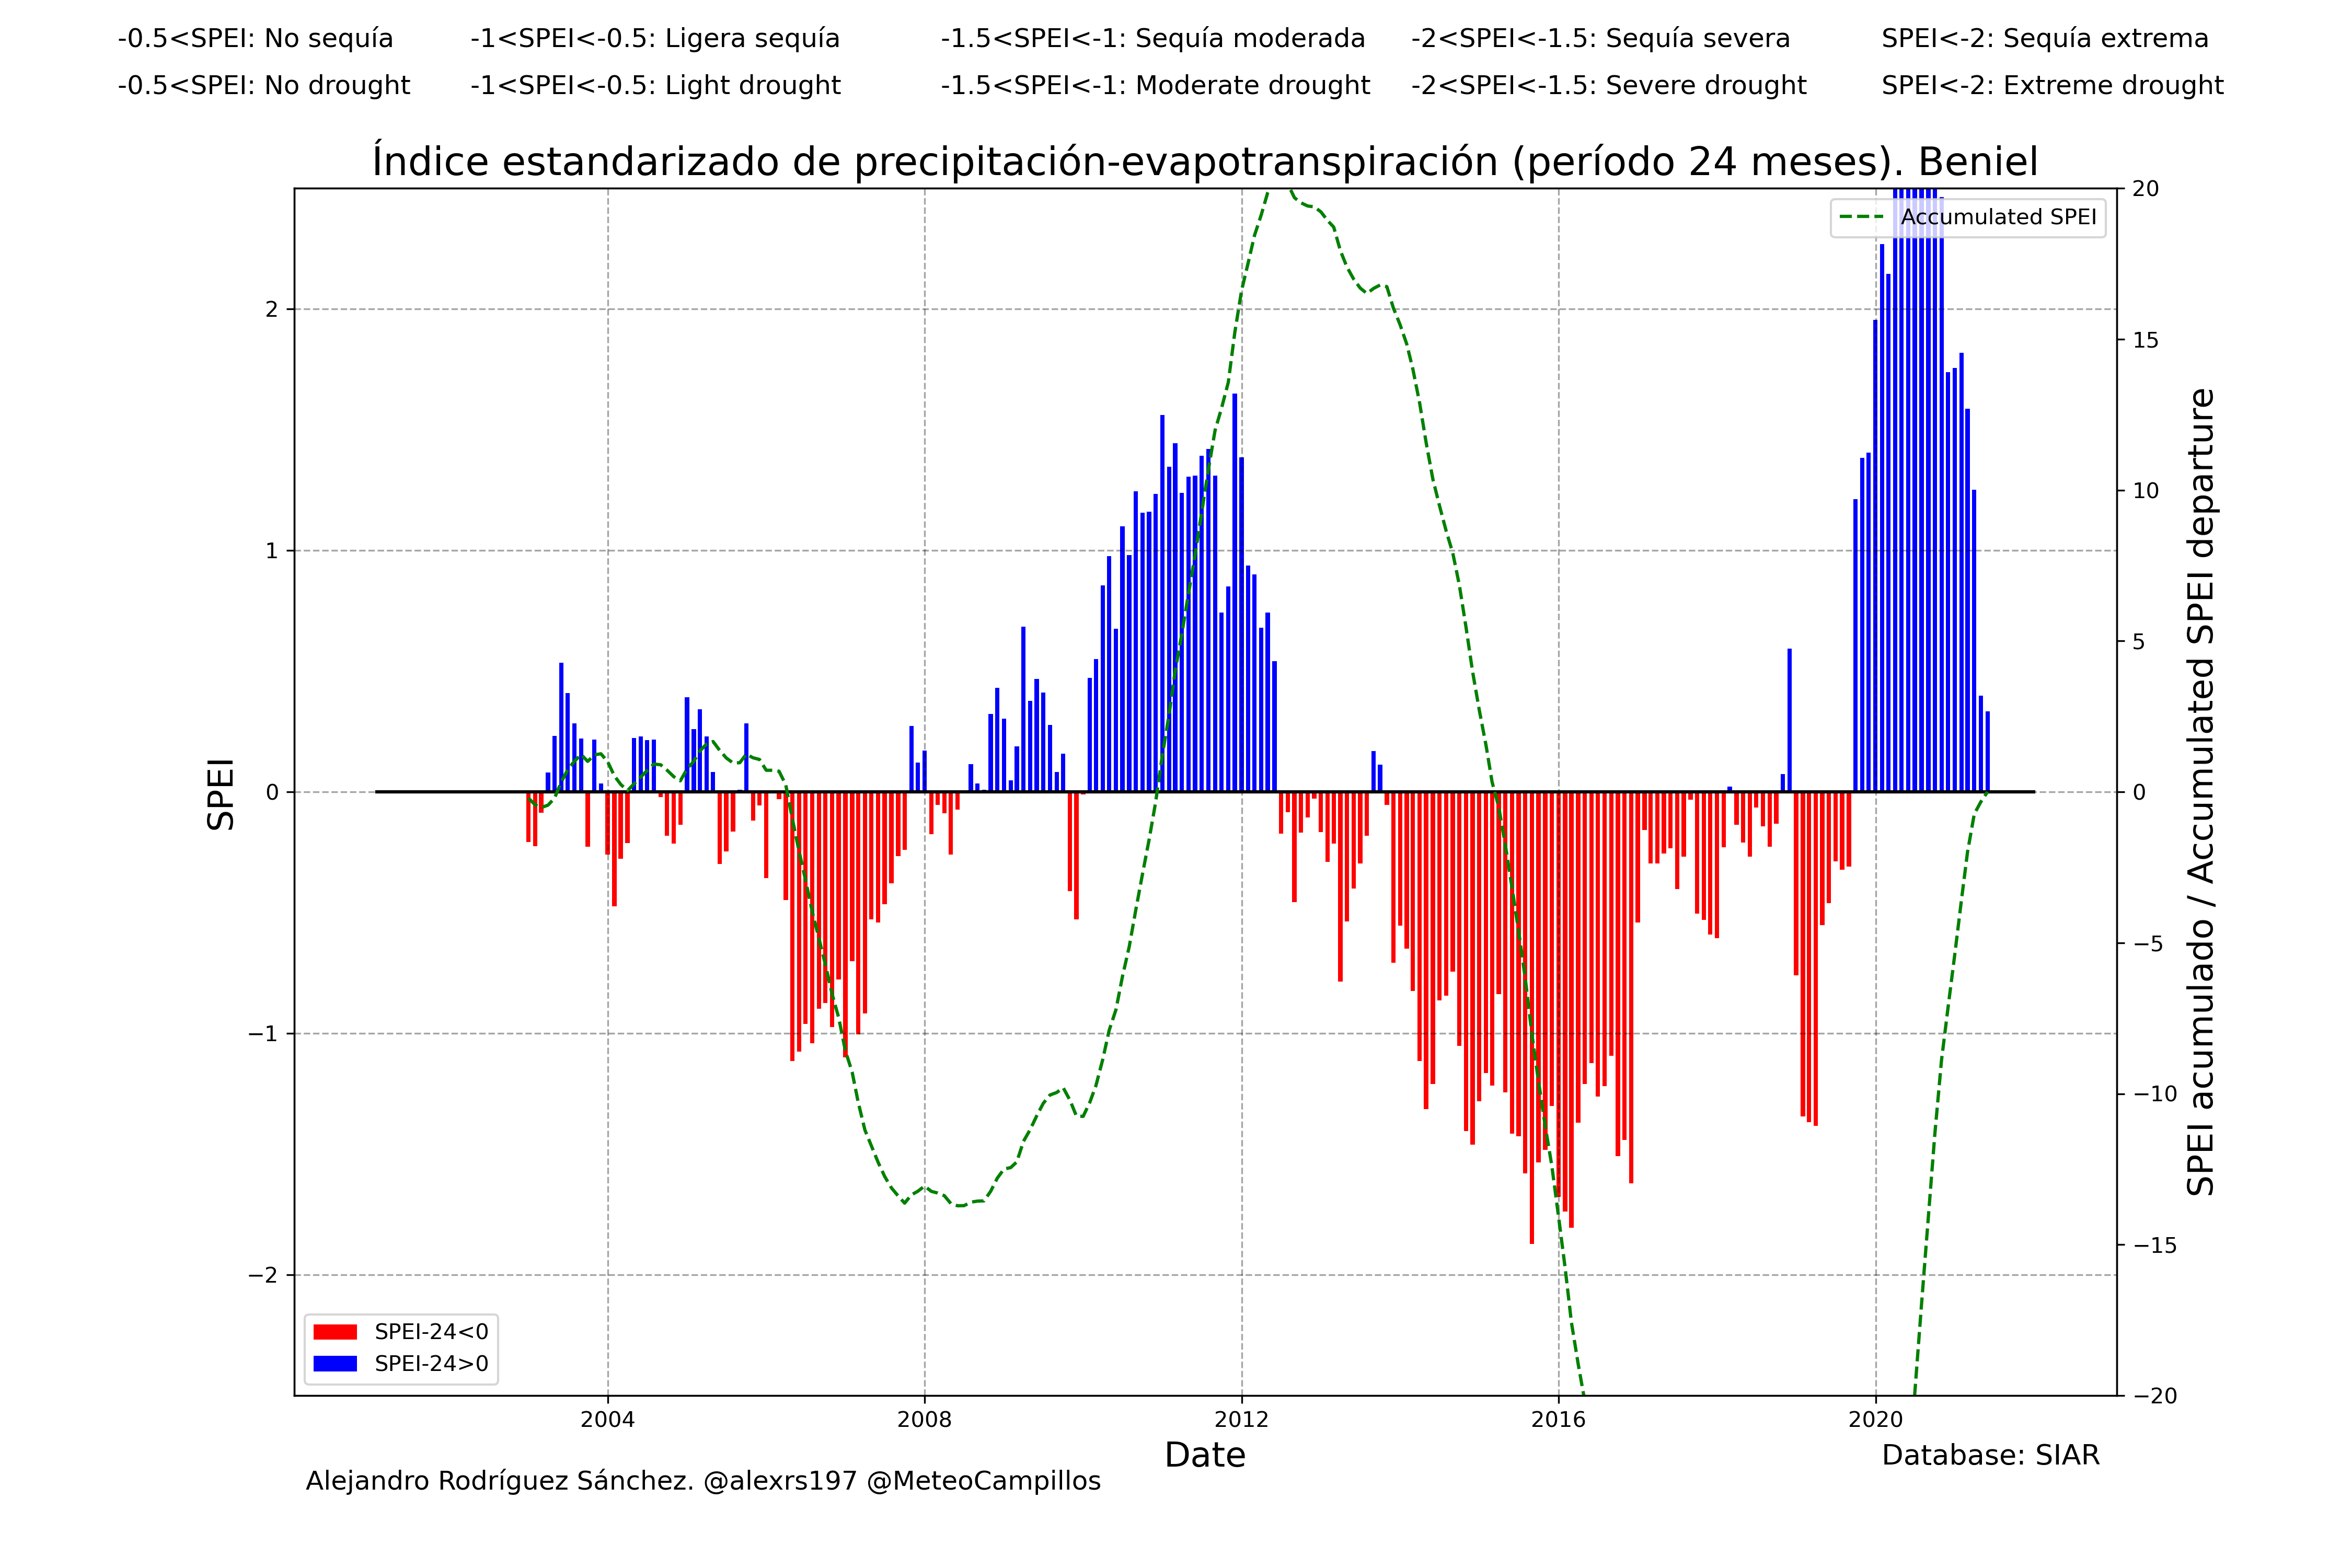 -0.5<SPEI: No sequía -1<SPEI<-0.5: Ligera sequía -1.5<SPEI<-1: Sequía moderada -2<SPEI<-1.5: Sequía severa SPEI<-2: Sequía extrema
-0.5<SPEI: No drought -1<SPEI<-0.5: Light drought -1.5<SPEI<-1: Moderate drought -2<SPEI<-1.5: Severe drought SPEI<-2: Extreme drought
Índice estandarizado de precipitación-evapotranspiración (período 24 meses). Beniel
Accumulated SPEI
SPEI
2
1
0
−1
−2
20
15
10
5
0
−5
−10
−15
−20
SPEI acumulado / Accumulated SPEI departure
SPEI-24<0
SPEI-24>0
2004 2008 2012 2016 2020
Date
Database: SIAR
Alejandro Rodríguez Sánchez. @alexrs197 @MeteoCampillos